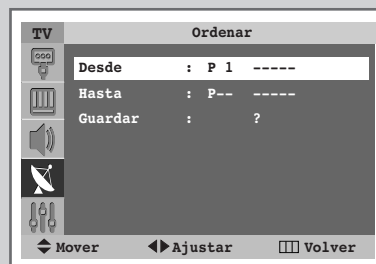 TV Ordenar
Desde : P 1 -----
Hasta : P-- -----
Guardar : ?
Mover Ajustar Volver